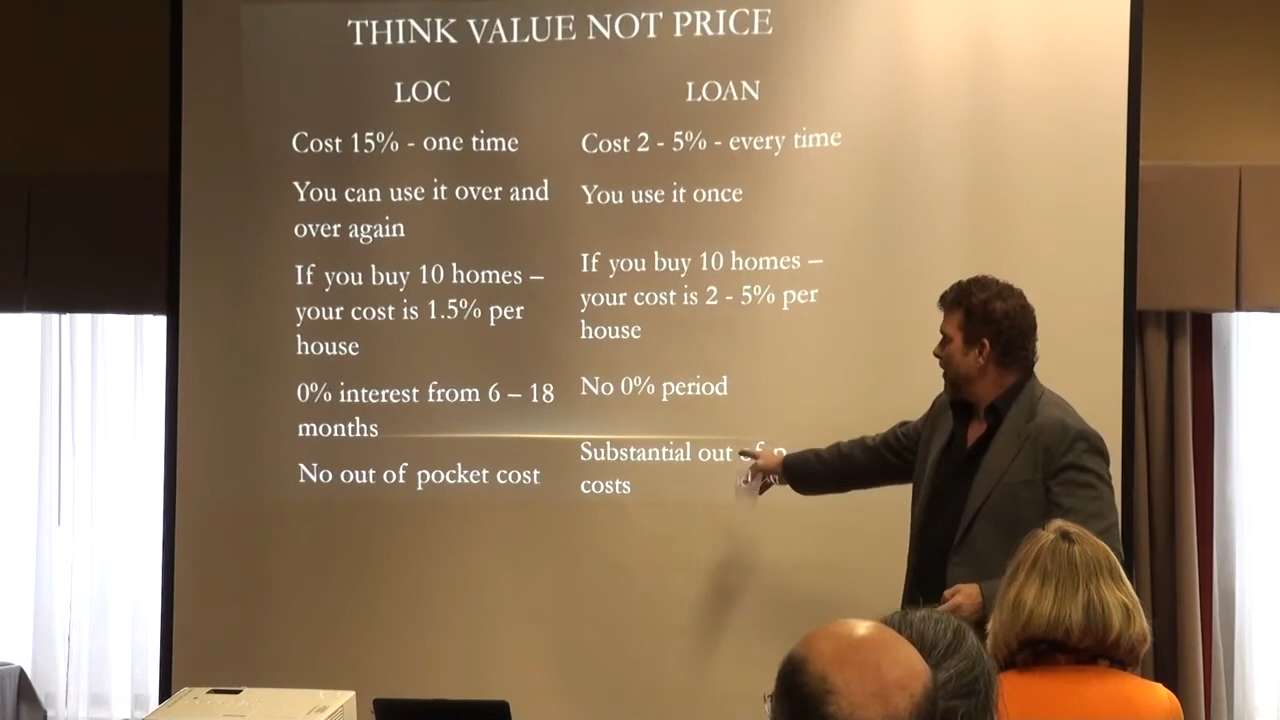 THINK VALUE NOT PRICE
LOC
Cost 15% - one time
You can use it over and
over again
If you buy 10 homes –
your cost is 1.5% per
house
0% interest from 6 – 18
months
No out of pocket cost
LOAN
Cost 2 - 5% - every time
You use it once
If you buy 10 homes –
your cost is 2 - 5% per
house
No 0% period
Substantial out of
costs